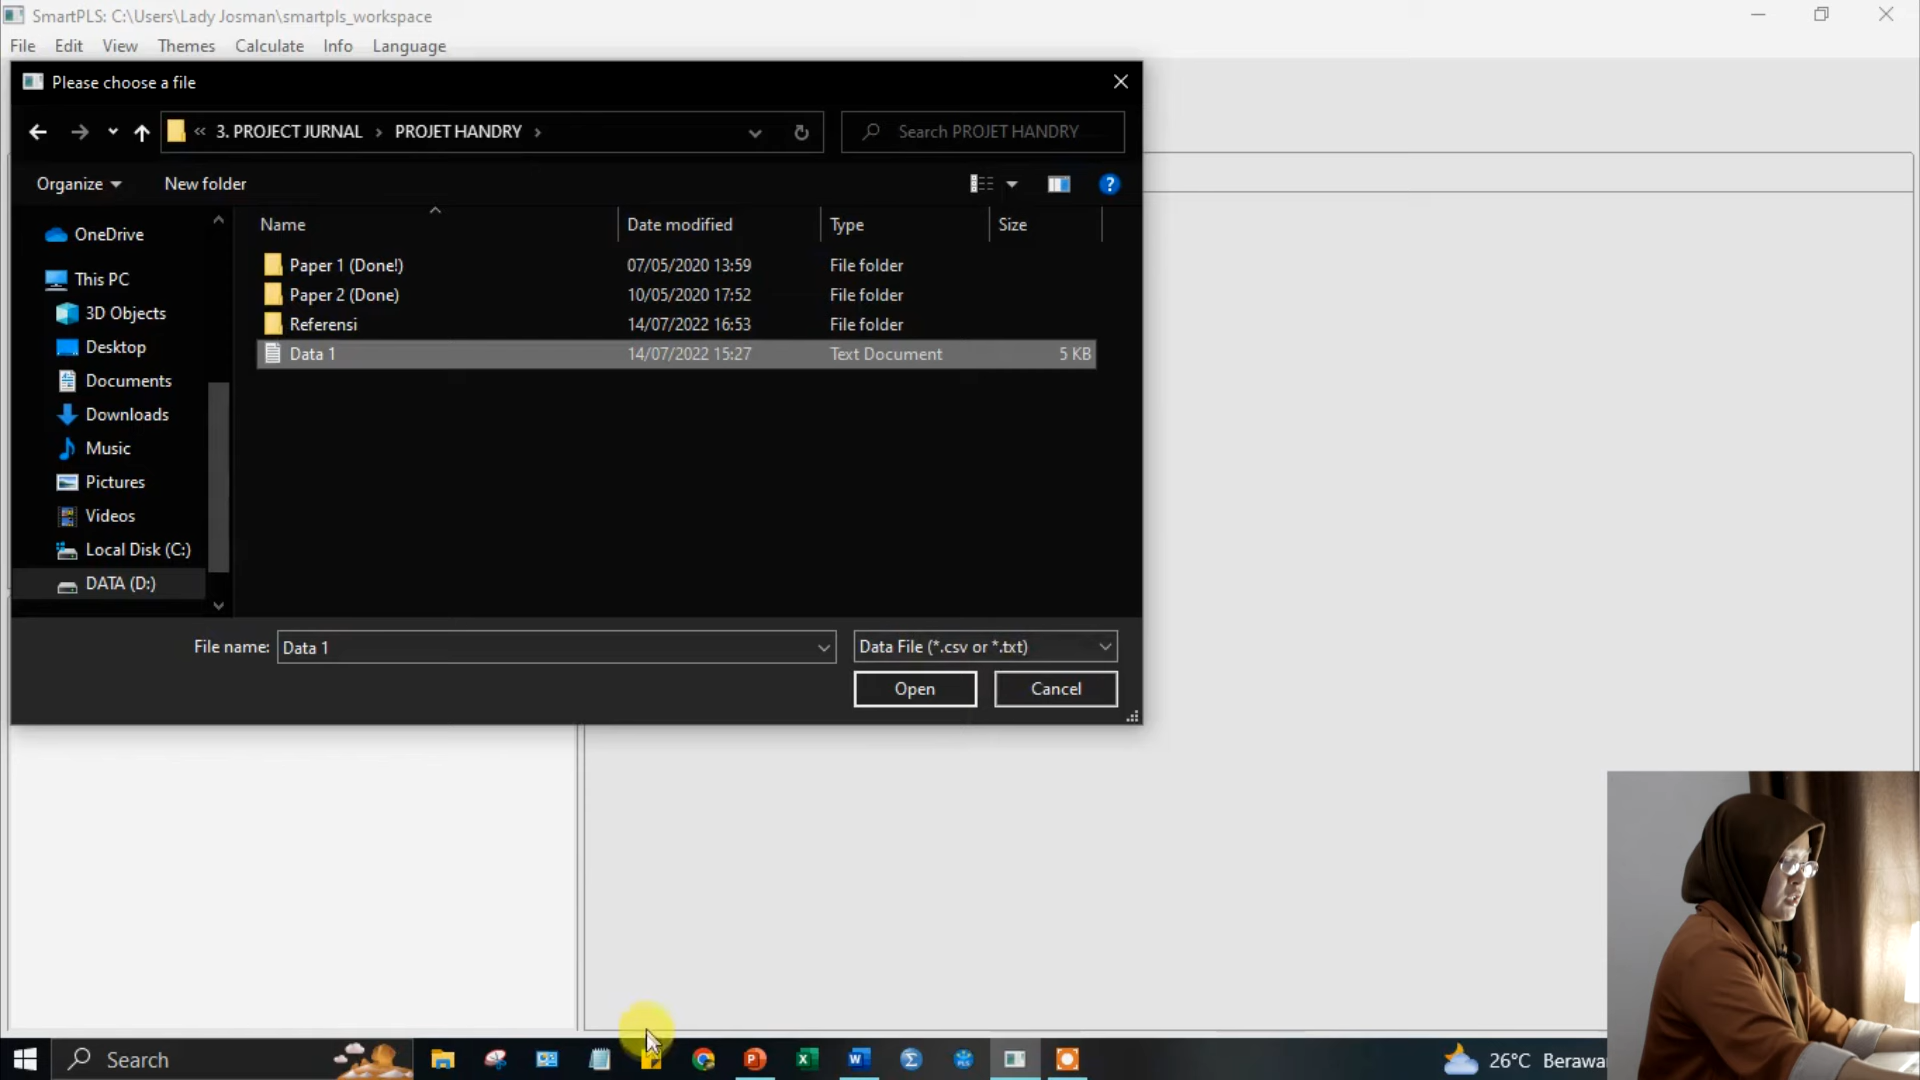 SmartPLS: C:\Users\Lady Josman\smartpls_workspace
File Edit View Themes Calculate Info Language
Please choose a file
« 3. PROJECT JURNAL › PROJET HANDRY ›
Search PROJET HANDRY
Organize
New folder
OneDrive
This PC
3D Objects
Desktop
Documents
Downloads
Music
Pictures
Videos
Local Disk (C:)
DATA (D:)
Name Date modified Type Size
Paper 1 (Done!) 07/05/2020 13:59 File folder
Paper 2 (Done) 10/05/2020 17:52 File folder
Referensi 14/07/2022 16:53 File folder
Data 1 14/07/2022 15:27 Text Document 5 KB
File name: Data 1
Data File (*.csv or *.txt)
Open Cancel
Search
26°C Berawa